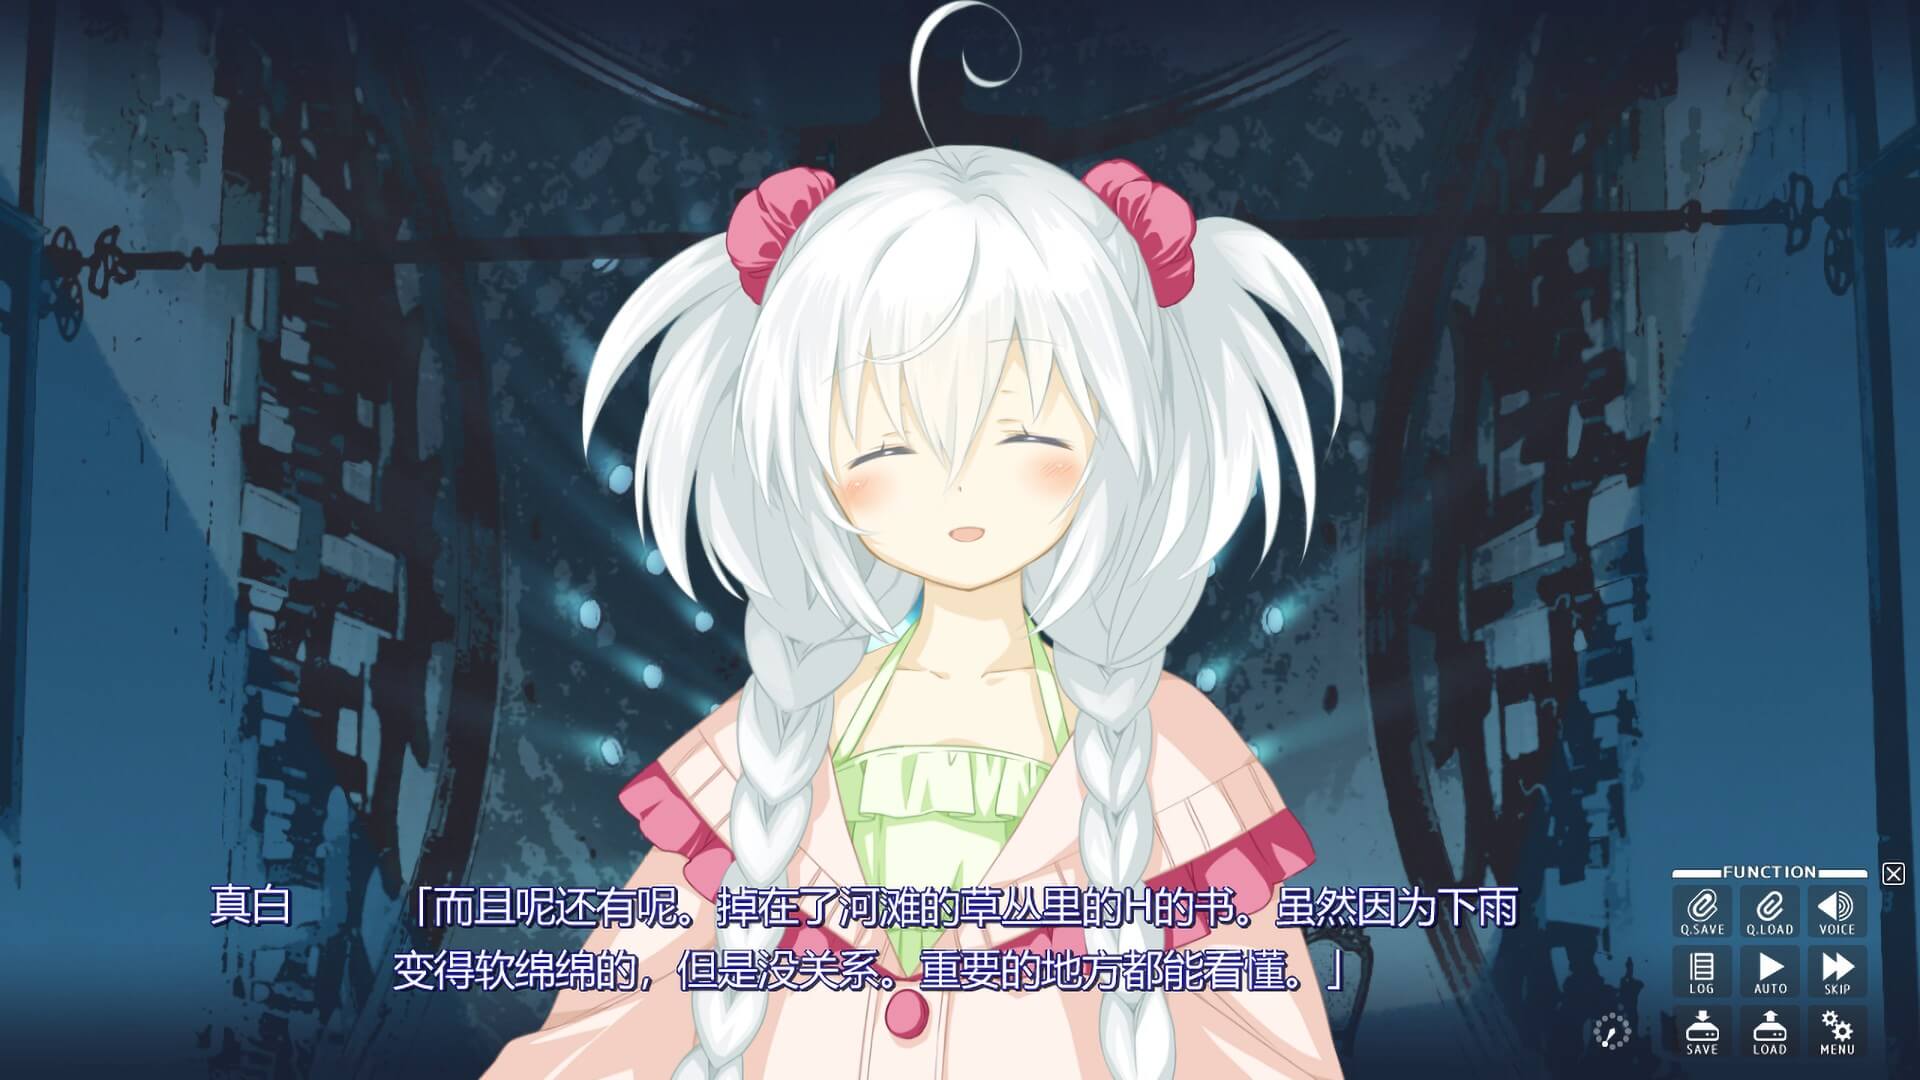 真白
「而且呢还有呢。掉在了河滩的草丛里的H的书。虽然因为下雨
变得软绵绵的，但是没关系。重要的地方都能看懂。」
FUNCTION
Q.SAVE Q.LOAD VOICE
LOG AUTO SKIP
SAVE LOAD MENU